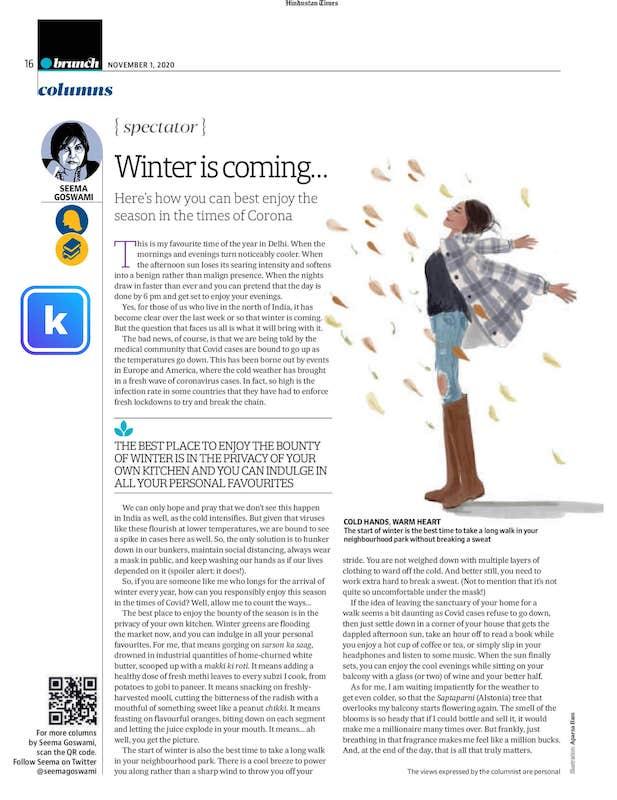 Hindustan Times
16
brunch
NOVEMBER 1, 2020
columns
SEEMA
GOSWAMI
k
{ spectator }
Winter is coming...
Here's how you can best enjoy the
season in the times of Corona
This is my favourite time of the year in Delhi. When the
mornings and evenings turn noticeably cooler. When
the afternoon sun loses its searing intensity and softens
into a benign rather than malign presence. When the nights
draw in faster than ever and you can pretend that the day is
done by 6 pm and get set to enjoy your evenings.
Yes, for those of us who live in the north of India, it has
become clear over the last week or so that winter is coming.
But the question that faces us all is what it will bring with it.
The bad news, of course, is that we are being told by the
medical community that Covid cases are bound to go up as
the temperatures go down. This has been borne out by events
in Europe and America, where the cold weather has brought
in a fresh wave of coronavirus cases. In fact, so high is the
infection rate in some countries that they have had to enforce
fresh lockdowns to try and break the chain.
THE BEST PLACE TO ENJOY THE BOUNTY
OF WINTER IS IN THE PRIVACY OF YOUR
OWN KITCHEN AND YOU CAN INDULGE IN
ALL YOUR PERSONAL FAVOURITES
We can only hope and pray that we don't see this happen
in India as well, as the cold intensifies. But given that viruses
like these flourish at lower temperatures, we are bound to see
a spike in cases here as well. So, the only solution is to hunker
down in our bunkers, maintain social distancing, always wear
a mask in public, and keep washing our hands as if our lives
depended on it (spoiler alert: it does!).
So, if you are someone like me who longs for the arrival of
winter every year, how can you responsibly enjoy this season
in the times of Covid? Well, allow me to count the ways...
The best place to enjoy the bounty of the season is in the
privacy of your own kitchen. Winter greens are flooding
the market now, and you can indulge in all your personal
favourites. For me, that means gorging on sarson ka saag,
drowned in industrial quantities of home-churned white
butter, scooped up with a makki ki roti. It means adding a
healthy dose of fresh methi leaves to every subzi I cook, from
potatoes to gobi to paneer. It means snacking on freshly-
harvested mooli, cutting the bitterness of the radish with a
mouthful of something sweet like a peanut chikki. It means
feasting on flavourful oranges, biting down on each segment
and letting the juice explode in your mouth. It means... ah
well, you get the picture.
The start of winter is also the best time to take a long walk
in your neighbourhood park. There is a cool breeze to power
you along rather than a sharp wind to throw you off your
COLD HANDS, WARM HEART
The start of winter is the best time to take a long walk in your
neighbourhood park without breaking a sweat
stride. You are not weighed down with multiple layers of
clothing to ward off the cold. And better still, you need to
work extra hard to break a sweat. (Not to mention that it's not
quite so uncomfortable under the mask!)
If the idea of leaving the sanctuary of your home for a
walk seems a bit daunting as Covid cases refuse to go down,
then just settle down in a corner of your house that gets the
dappled afternoon sun, take an hour off to read a book while
you enjoy a hot cup of coffee or tea, or simply slip in your
headphones and listen to some music. When the sun finally
sets, you can enjoy the cool evenings while sitting on your
balcony with a glass (or two) of wine and your better half.
As for me, I am waiting impatiently for the weather to
get even colder, so that the Saptaparni (Alstonia) tree that
overlooks my balcony starts flowering again. The smell of the
blooms is so heady that if I could bottle and sell it, it would
make me a millionaire many times over. But frankly, just
breathing in that fragrance makes me feel like a million bucks.
And, at the end of the day, that is all that truly matters.
For more columns
by Seema Goswami,
scan the QR code.
Follow Seema on Twitter
@seemagoswami
The views expressed by the columnist are personal
Illustration: Aparna Ram